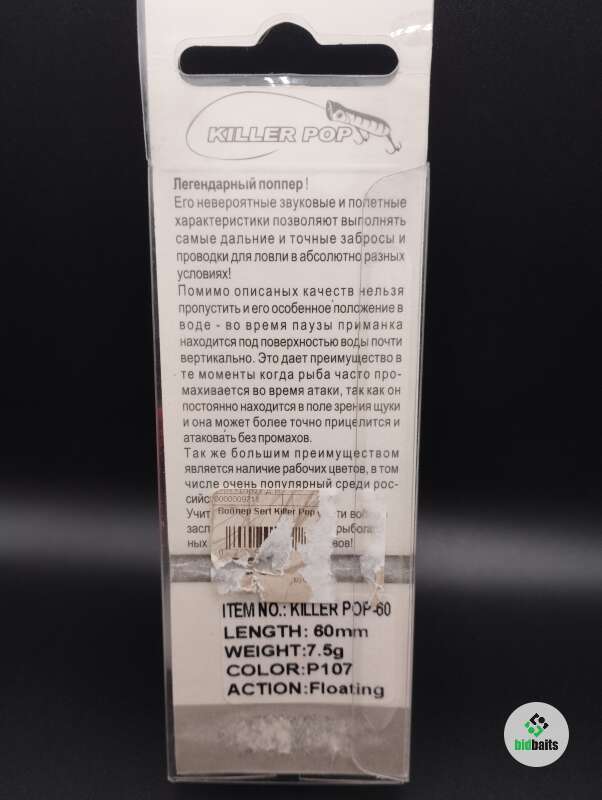 KILLER POP
Легендарный поппер!
Его невероятные звуковые и полетные
характеристики позволяют выполнять
самые дальние и точные забросы и
проводки для ловли в абсолютно разных
условиях!
Помимо описаных качеств нельзя
пропустить и его особенное положение в
воде - во время паузы приманка
находится под поверхностью воды почти
вертикально. Это дает преимущество в
те моменты когда рыба часто про-
махивается во время атаки, так как он
постоянно находится в поле зрения щуки
и она может более точно прицелится и
атаковать без промахов.
Так же большим преимуществом
является наличие рабочих цветов, в том
числе очень популярный среди рос-
Воблер Sert Killer Pop
ITEM NO.: KILLER POP-60
LENGTH: 60mm
WEIGHT:7.5g
COLOR:P107
ACTION:Floating
bidbaits